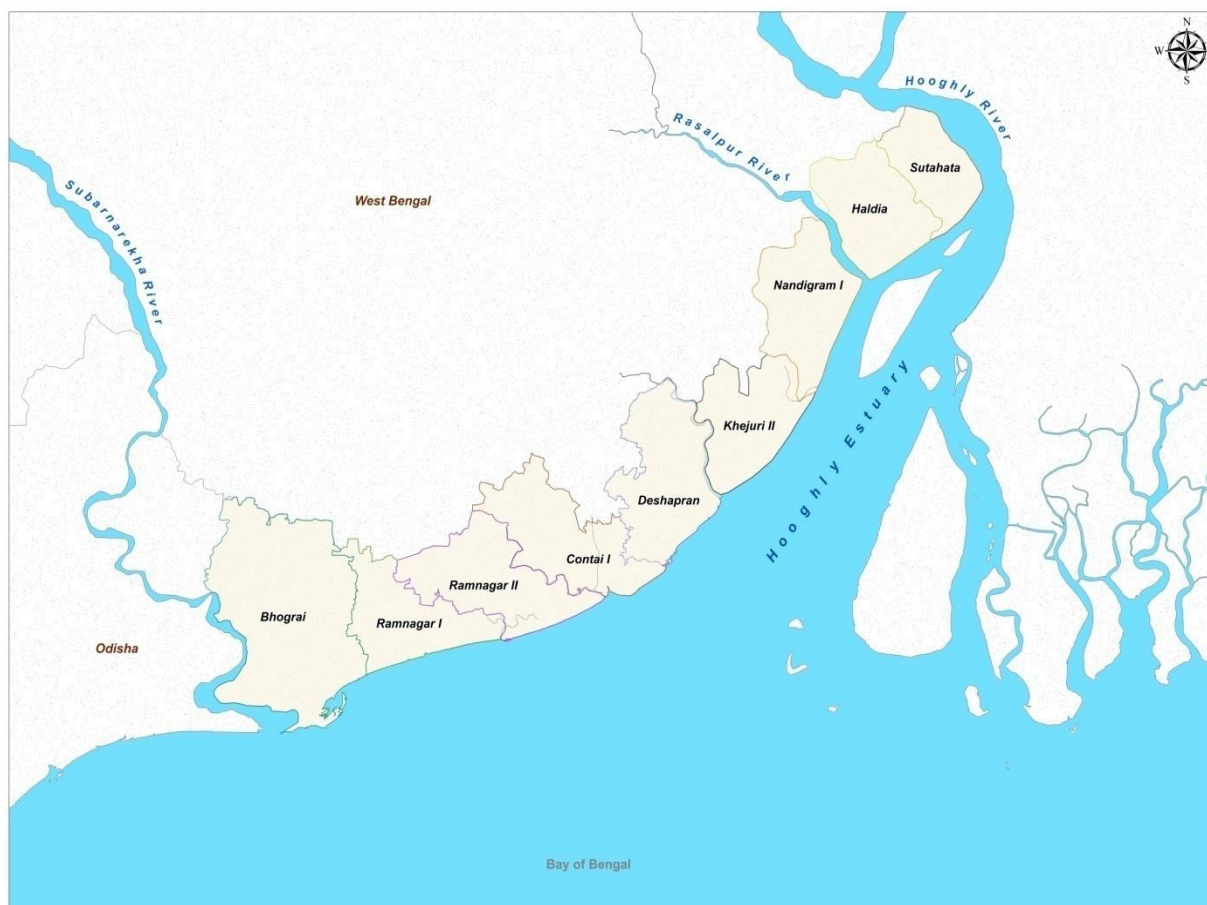 N
W
S
Hooghly River
Rasalpur River
Sutahata
Subarnarekha River
West Bengal
Haldia
Nandigram I
Hooghly Estuary
Khejuri II
Deshapran
Contai I
Ramnagar II
Bhograi
Ramnagar I
Odisha
Bay of Bengal